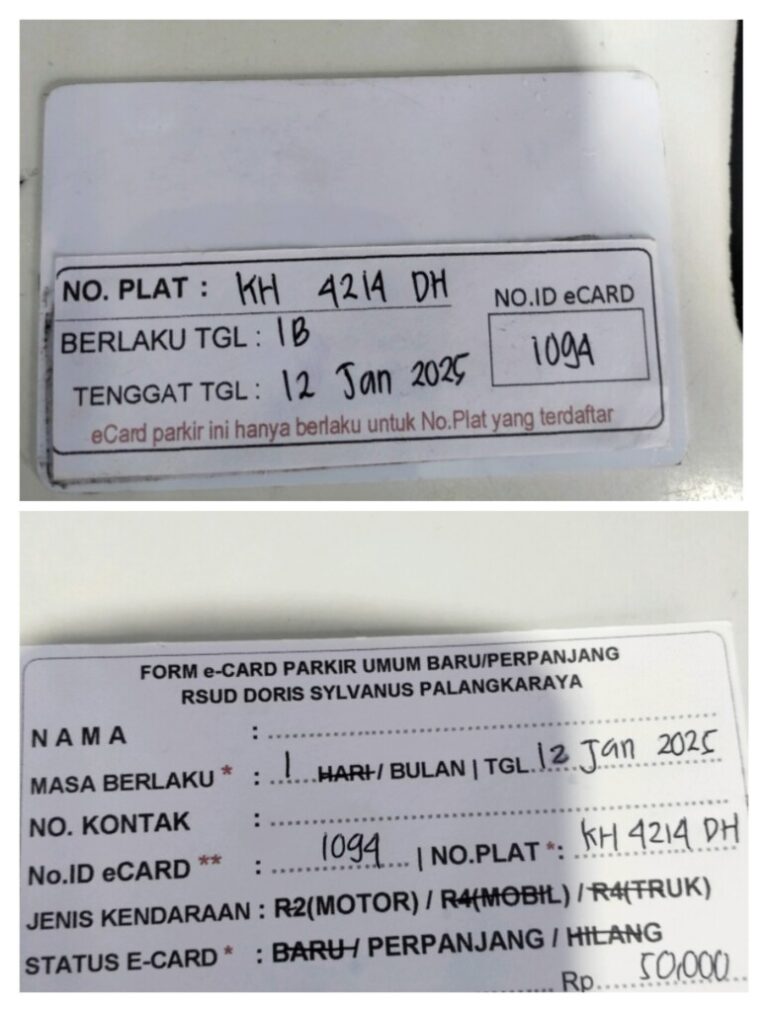 NO. PLAT : KH 4214 DH
NO.ID eCARD
BERLAKU TGL : 1B
1094
TENGGAT TGL : 12 Jan 2025
eCard parkir ini hanya berlaku untuk No.Plat yang terdaftar
FORM e-CARD PARKIR UMUM BARU/PERPANJANG
RSUD DORIS SYLVANUS PALANGKARAYA
NAMA :
MASA BERLAKU * : 1 HARI / BULAN | TGL. 12 Jan 2025
NO. KONTAK :
No.ID eCARD ** : 1094 | NO.PLAT *: KH 4214 DH
JENIS KENDARAAN : R2(MOTOR) / R4(MOBIL) / R4(TRUK)
STATUS E-CARD * : BARU / PERPANJANG / HILANG
Rp. 50,000